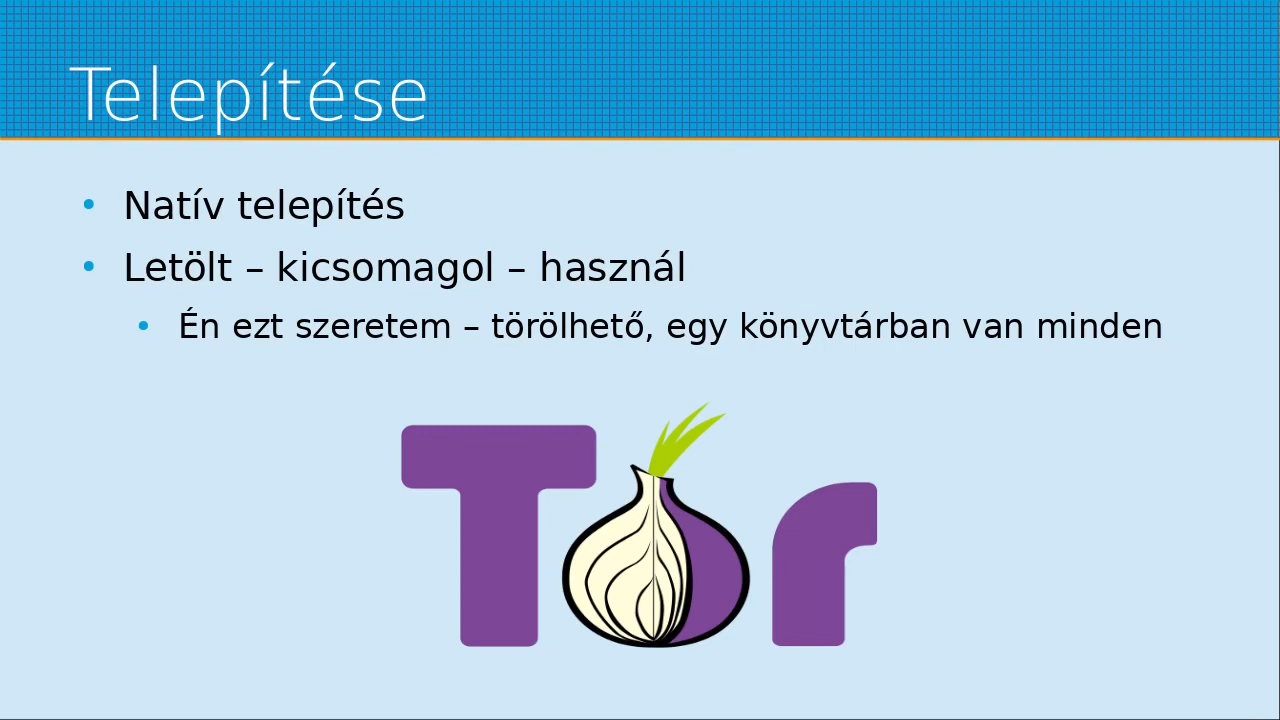 Telepítése
Natív telepítés
Letölt – kicsomagol – használ
Én ezt szeretem – törölhető, egy könyvtárban van minden
Tor